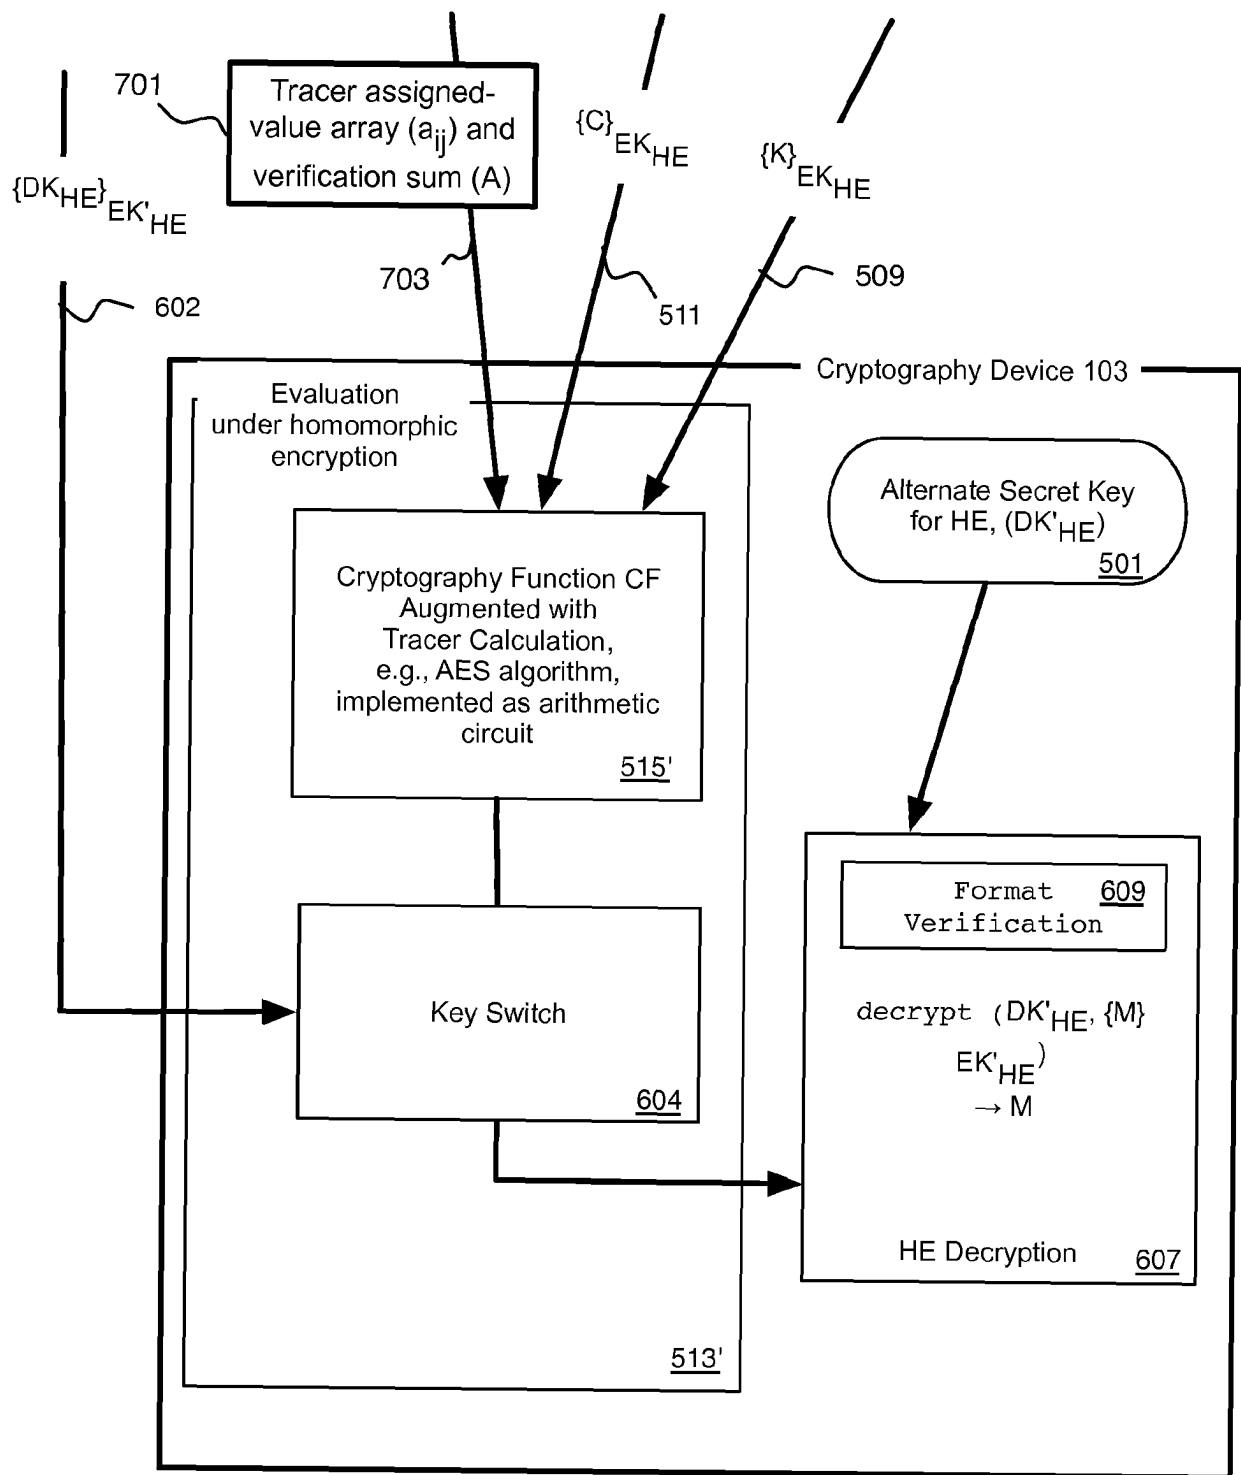 701
Tracer assigned-
value array (aij) and
verification sum (A)
{C}EKHE
{K}EKHE
{DKHE}EK'HE
703
511
509
602
Cryptography Device 103
Evaluation
under homomorphic
encryption
Alternate Secret Key
for HE, (DK'HE)
501
Cryptography Function CF
Augmented with
Tracer Calculation,
e.g., AES algorithm,
implemented as arithmetic
circuit
515'
Format 609
Verification
Key Switch
604
decrypt (DK'HE, {M}
EK'HE)
→ M
HE Decryption
607
513'